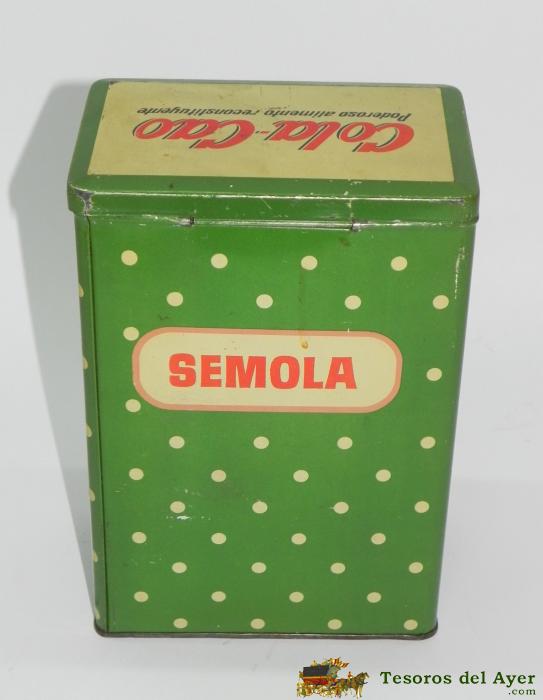 Cola-Cao
Poderoso alimento reconstituyente
SEMOLA
Tesoros del Ayer
.com